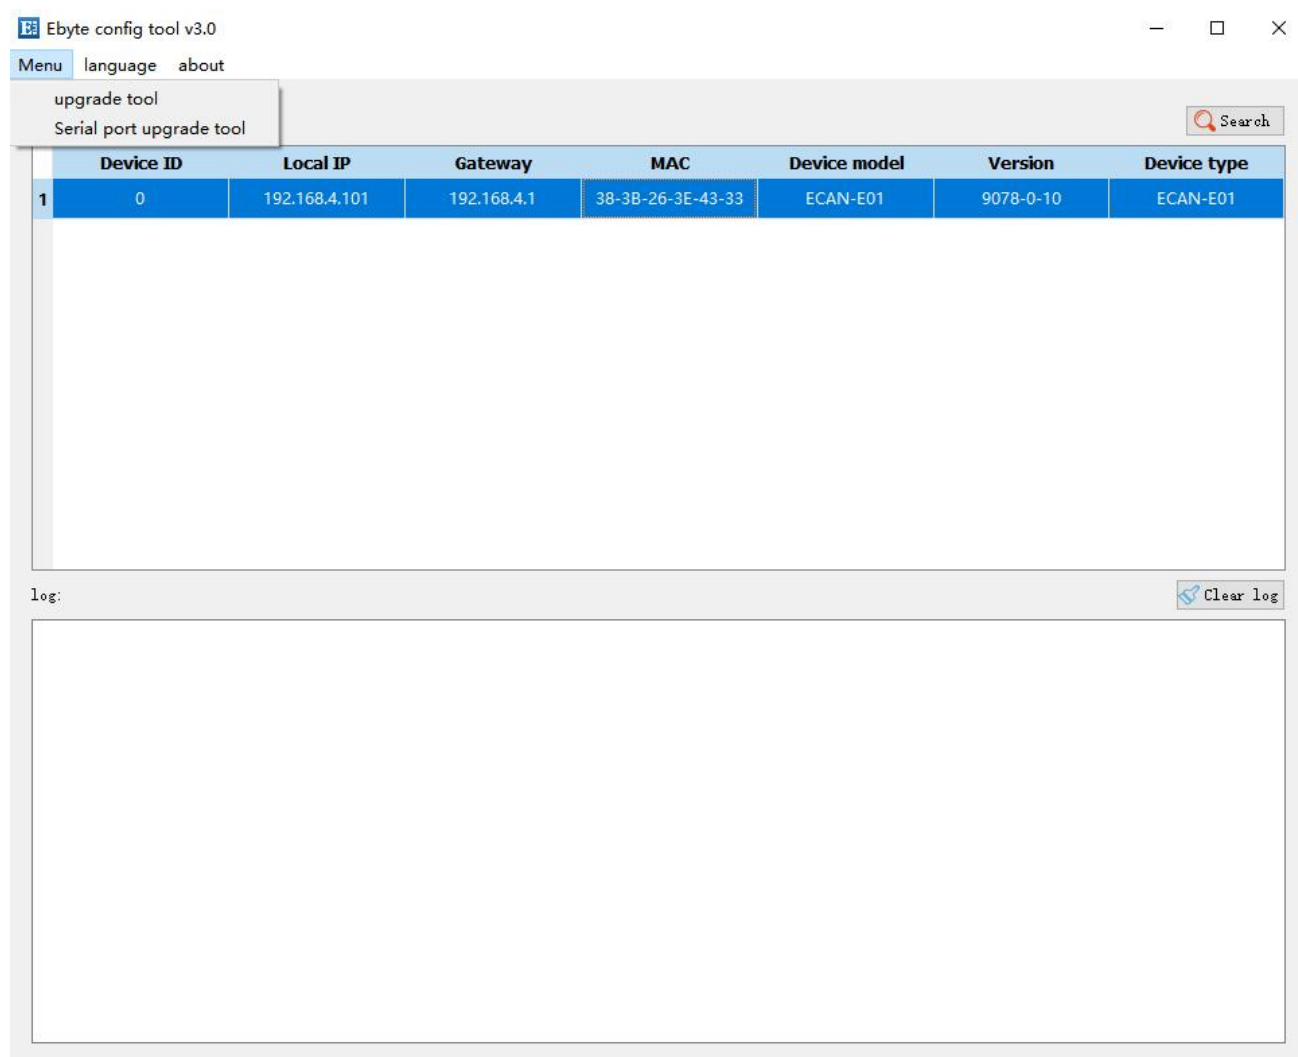 Ebyte config tool v3.0
Menu language about
upgrade tool
Serial port upgrade tool
Search
Device ID Local IP Gateway MAC Device model Version Device type
1 0 192.168.4.101 192.168.4.1 38-3B-26-3E-43-33 ECAN-E01 9078-0-10 ECAN-E01
log:
Clear log